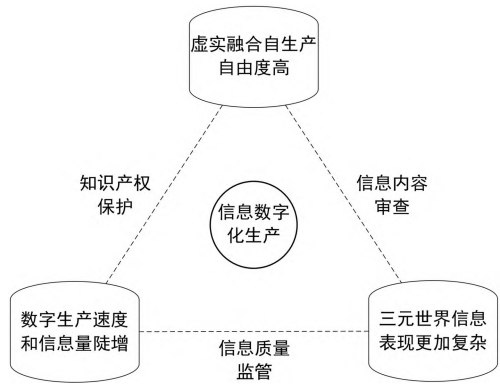 虚实融合自生产
自由度高
知识产权
保护
信息内容
审查
信息数字
化生产
数字生产速度
和信息量陡增
三元世界信息
表现更加复杂
信息质量
监管